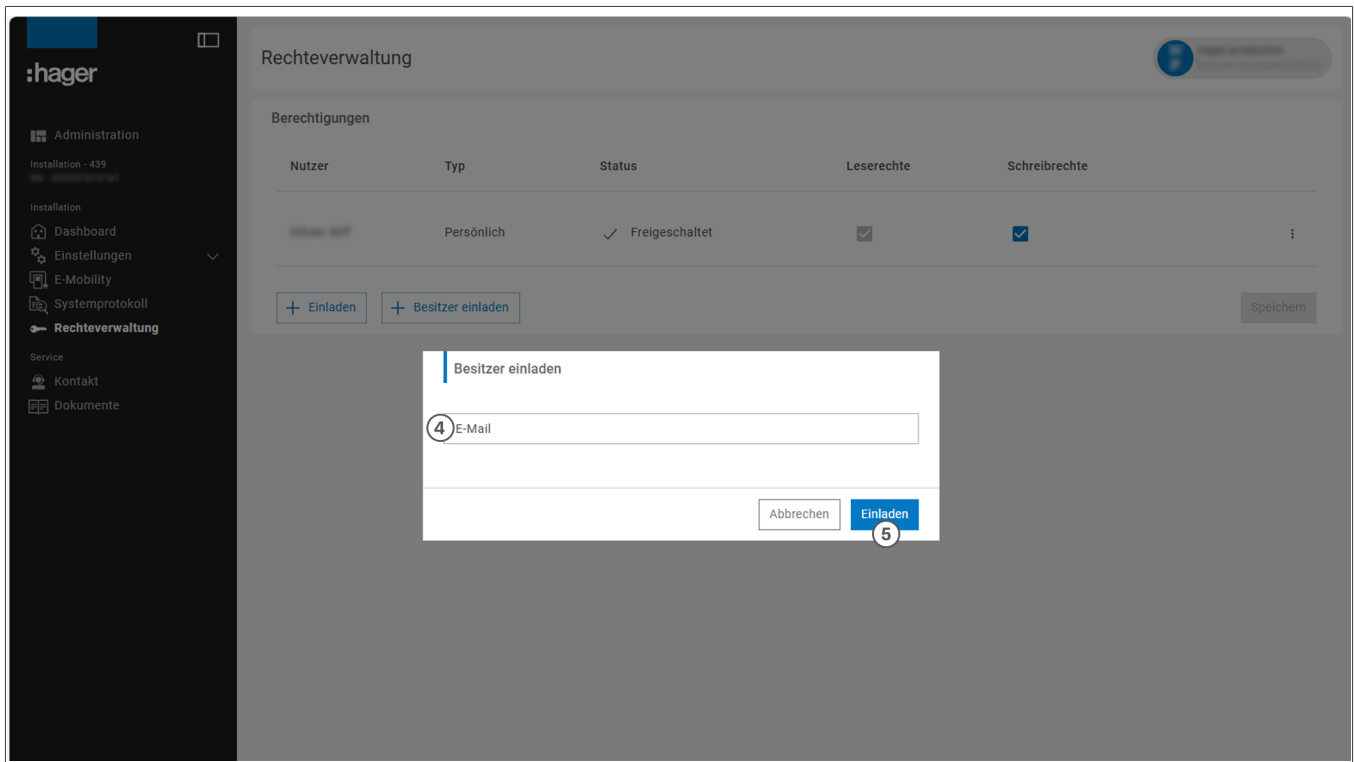 :hager
Rechteverwaltung
Administration
Installation - 439
Installation
Dashboard
Einstellungen
E-Mobility
Systemprotokoll
Rechteverwaltung
Service
Kontakt
Dokumente
Berechtigungen
Nutzer Typ Status Leserechte Schreibrechte
Persönlich Freigeschaltet
Einladen Besitzer einladen Speichern
Besitzer einladen
4 E-Mail
Abbrechen Einladen
5